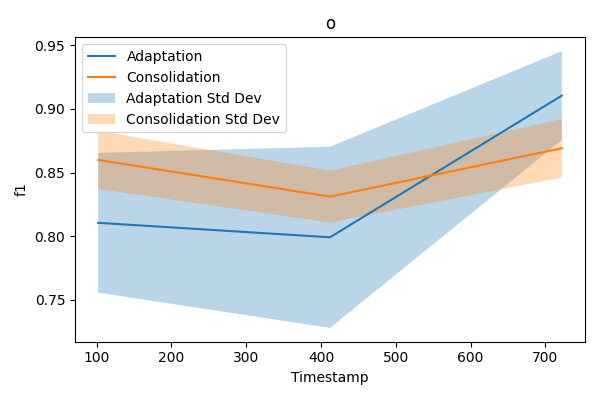 o
0.95
0.90
0.85
0.80
0.75
f1
Adaptation
Consolidation
Adaptation Std Dev
Consolidation Std Dev
100 200 300 400 500 600 700
Timestamp